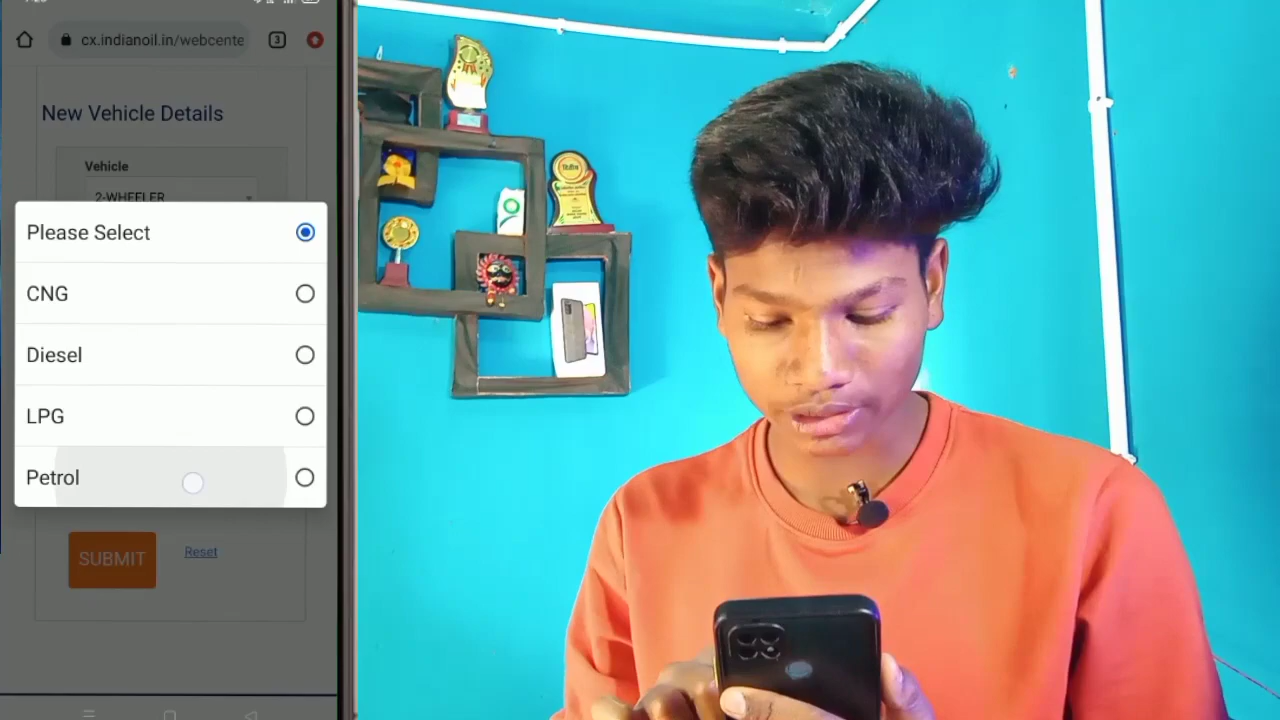 cx.indianoil.in/webcente
3
New Vehicle Details
Vehicle
2-WHEELER
Please Select
CNG
Diesel
LPG
Petrol
SUBMIT
Reset